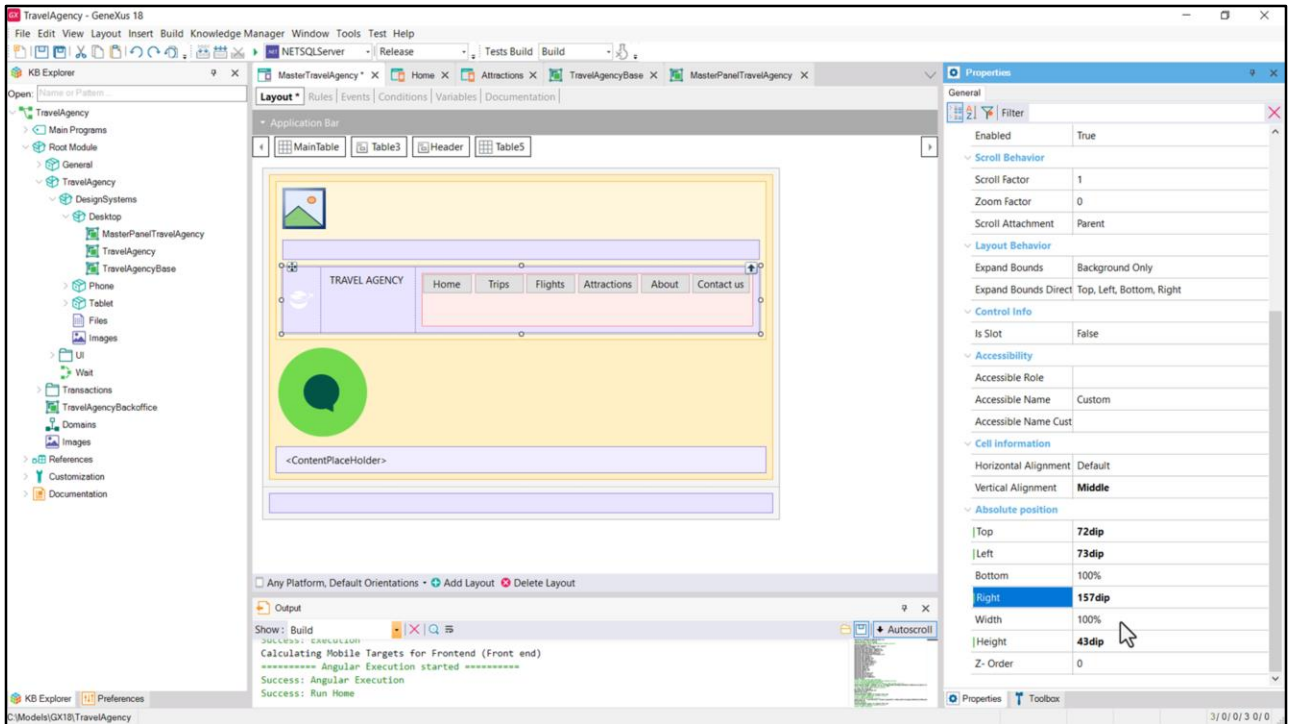 TravelAgency - GeneXus 18
File Edit View Layout Insert Build Knowledge Manager Window Tools Test Help
NETSQLServer Release Tests Build Build
KB Explorer
Open: Name or Pattern...
TravelAgency
Main Programs
Root Module
General
TravelAgency
DesignSystems
Desktop
MasterPanelTravelAgency
TravelAgency
TravelAgencyBase
Phone
Tablet
Files
Images
UI
Wait
Transactions
TravelAgencyBackoffice
Domains
Images
References
Customization
Documentation
KB Explorer Preferences
MasterTravelAgency * X Home X Attractions X TravelAgencyBase X MasterPanelTravelAgency X
Layout * Rules Events Conditions Variables Documentation
Application Bar
MainTable Table3 Header Table5
TRAVEL AGENCY Home Trips Flights Attractions About Contact us
<ContentPlaceHolder>
Any Platform, Default Orientations Add Layout Delete Layout
Output
Show: Build Autoscroll
Success: Execution
Calculating Mobile Targets for Frontend (Front end)
========== Angular Execution started ==========
Success: Angular Execution
Success: Run Home
Properties
General
Filter
Enabled True
Scroll Behavior
Scroll Factor 1
Zoom Factor 0
Scroll Attachment Parent
Layout Behavior
Expand Bounds Background Only
Expand Bounds Direct Top, Left, Bottom, Right
Control Info
Is Slot False
Accessibility
Accessible Role
Accessible Name Custom
Accessible Name Cust
Cell information
Horizontal Alignment Default
Vertical Alignment Middle
Absolute position
Top 72dip
Left 73dip
Bottom 100%
Right 157dip
Width 100%
Height 43dip
Z- Order 0
Properties Toolbox
C:\Models\GX18\TravelAgency 3/0/0/3 0/0